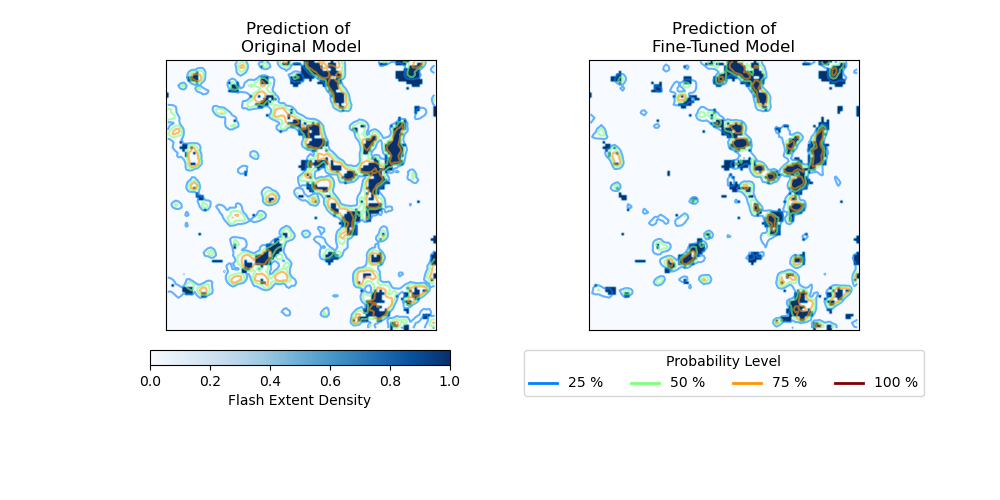 Prediction of
Original Model
Prediction of
Fine-Tuned Model
0.0 0.2 0.4 0.6 0.8 1.0
Flash Extent Density
Probability Level
25 % 50 % 75 % 100 %